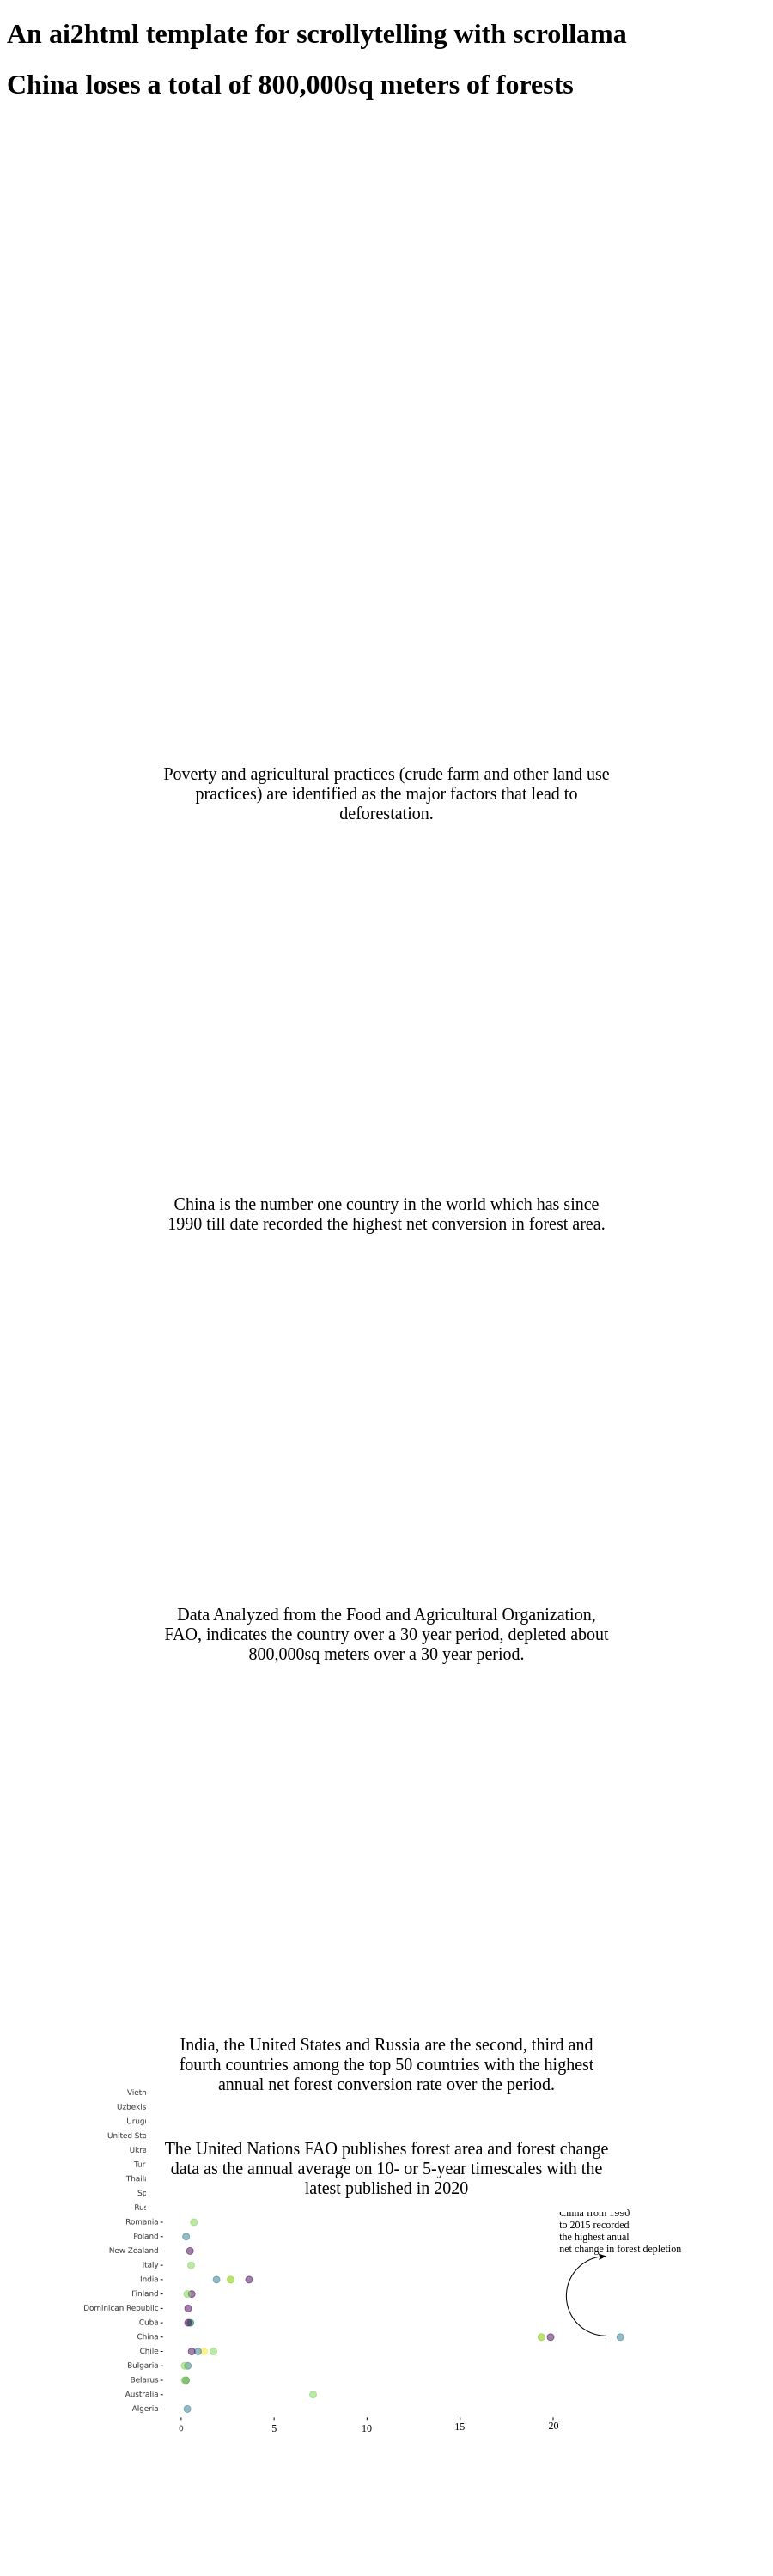 An ai2html template for scrollytelling with scrollama
China loses a total of 800,000sq meters of forests
Poverty and agricultural practices (crude farm and other land use
practices) are identified as the major factors that lead to
deforestation.
China is the number one country in the world which has since
1990 till date recorded the highest net conversion in forest area.
Data Analyzed from the Food and Agricultural Organization,
FAO, indicates the country over a 30 year period, depleted about
800,000sq meters over a 30 year period.
India, the United States and Russia are the second, third and
fourth countries among the top 50 countries with the highest
annual net forest conversion rate over the period.
Vietn
Uzbekis
Urug
United Sta
Ukra
The United Nations FAO publishes forest area and forest change
data as the annual average on 10- or 5-year timescales with the
latest published in 2020
Tur
Thaila
Sp
Rus
China from 1990
to 2015 recorded
the highest anual
net change in forest depletion
Romania
Poland
New Zealand
Italy
India
Finland
Dominican Republic
Cuba
China
Chile
Bulgaria
Belarus
Australia
Algeria
0 5 10 15 20